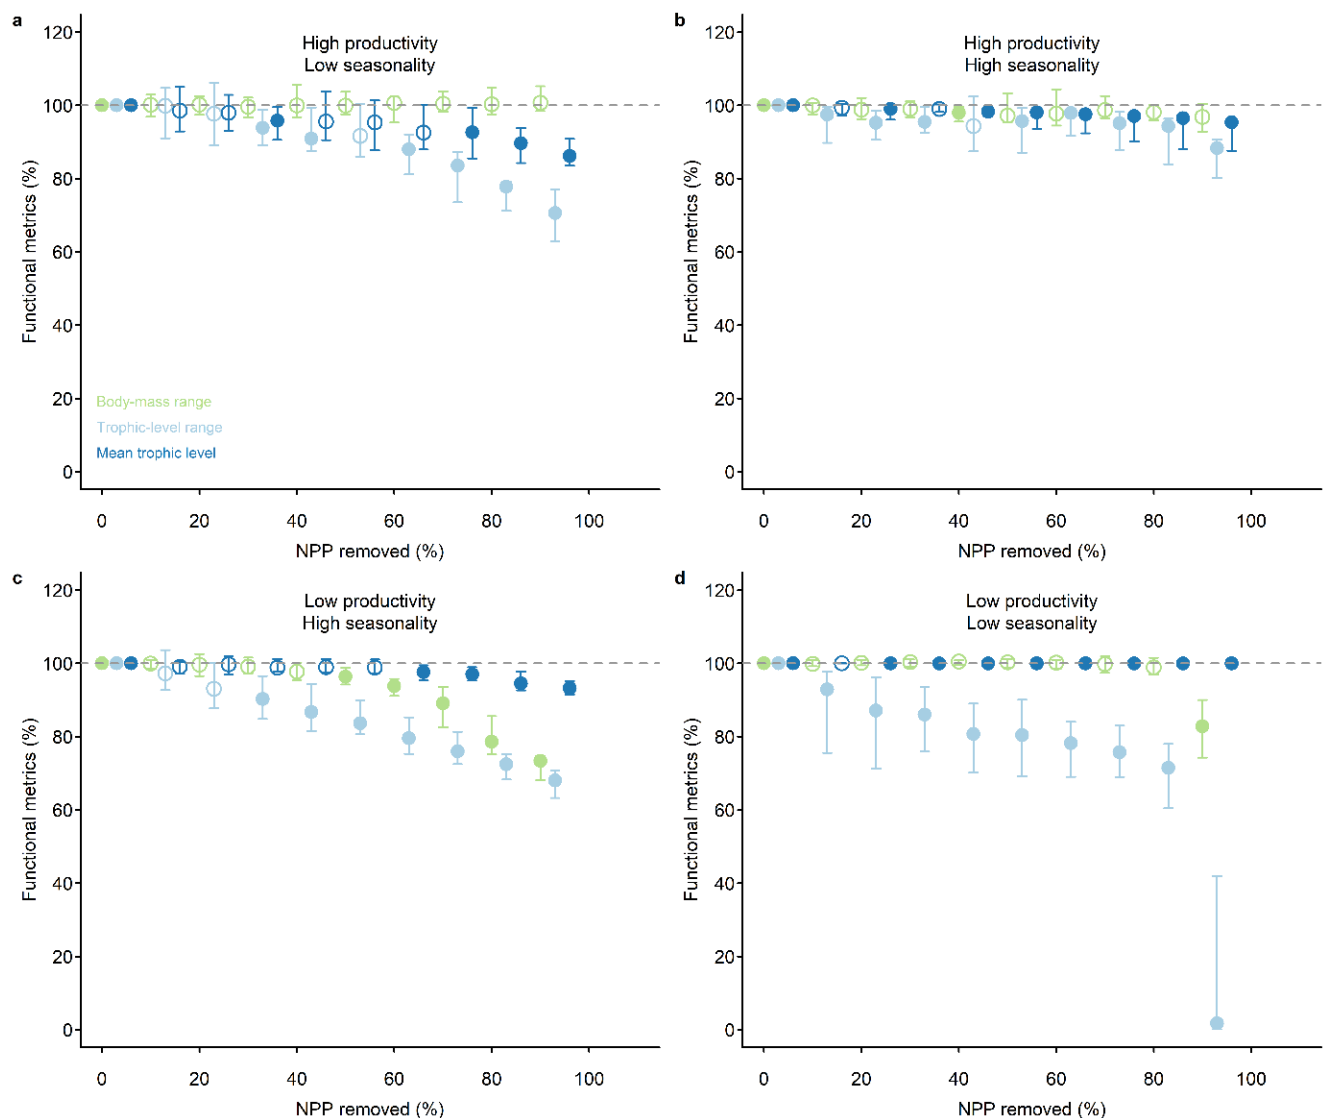 a
High productivity
Low seasonality
120
100
80
60
40
20
0
Functional metrics (%)
Body-mass range
Trophic-level range
Mean trophic level
0 20 40 60 80 100
NPP removed (%)
b
High productivity
High seasonality
120
100
80
60
40
20
0
Functional metrics (%)
0 20 40 60 80 100
NPP removed (%)
c
Low productivity
High seasonality
120
100
80
60
40
20
0
Functional metrics (%)
0 20 40 60 80 100
NPP removed (%)
d
Low productivity
Low seasonality
120
100
80
60
40
20
0
Functional metrics (%)
0 20 40 60 80 100
NPP removed (%)